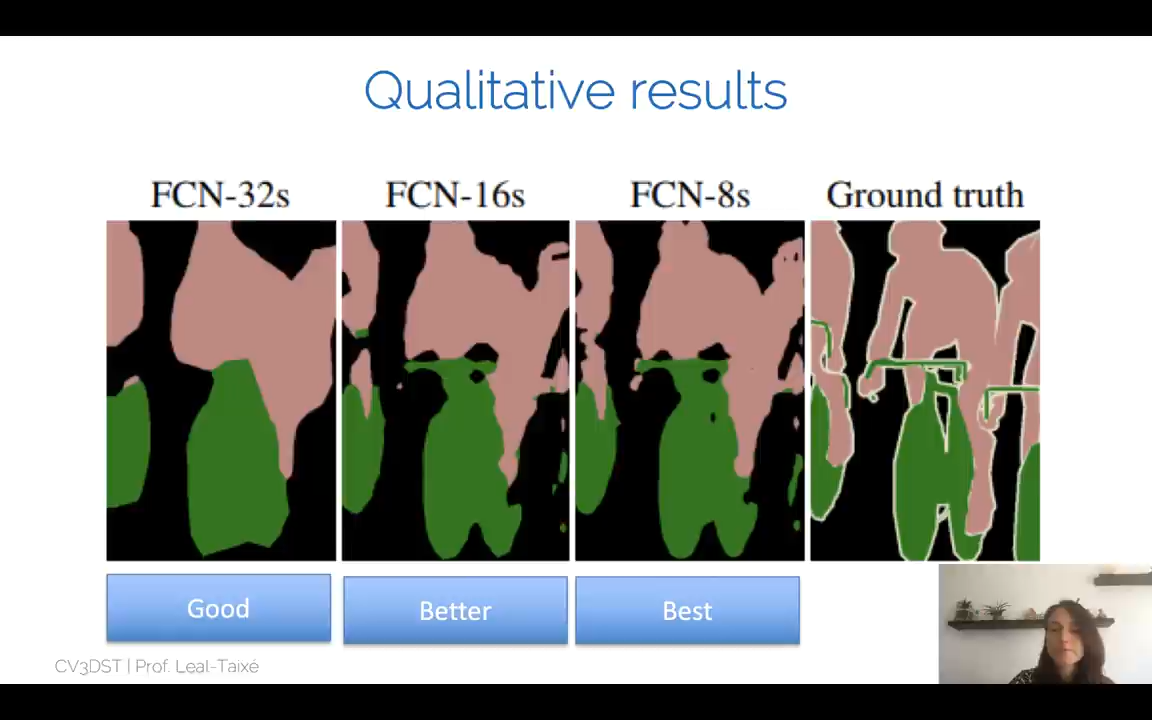 Qualitative results
FCN-32s FCN-16s FCN-8s Ground truth
Good Better Best
CV3DST | Prof. Leal-Taixé